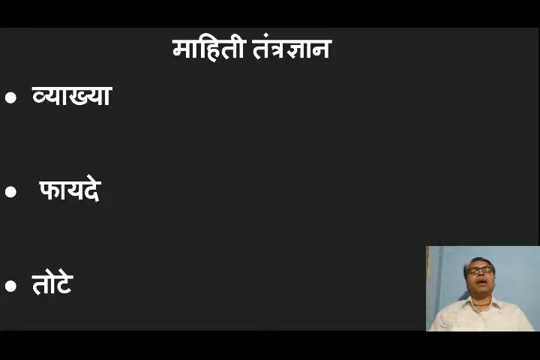 माहिती तंत्रज्ञान
• व्याख्या
• फायदे
• तोटे